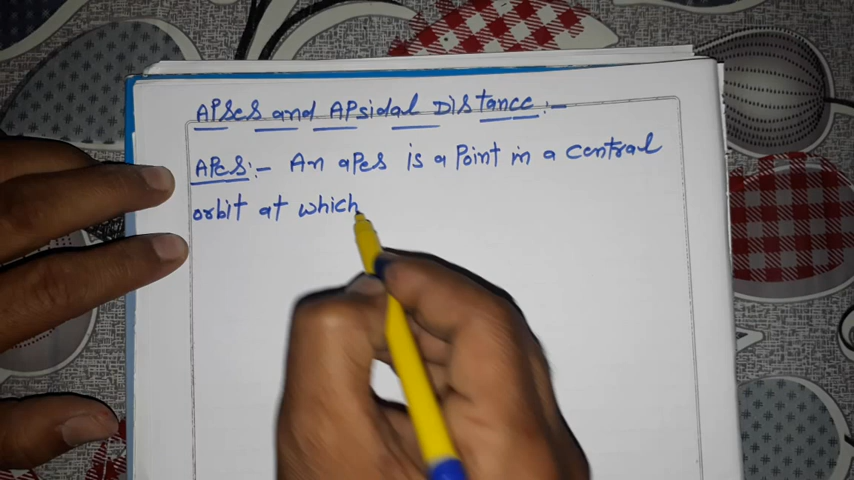 APSes and APsidal Distance :-
APeS :- An aPeS is a Point in a central
orbit at which